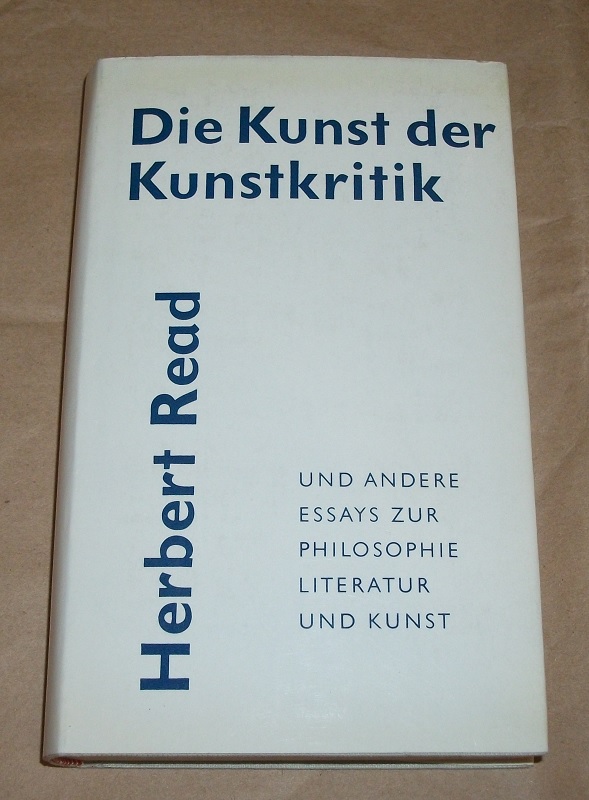 Die Kunst der
Kunstkritik
Herbert Read
UND ANDERE
ESSAYS ZUR
PHILOSOPHIE
LITERATUR
UND KUNST